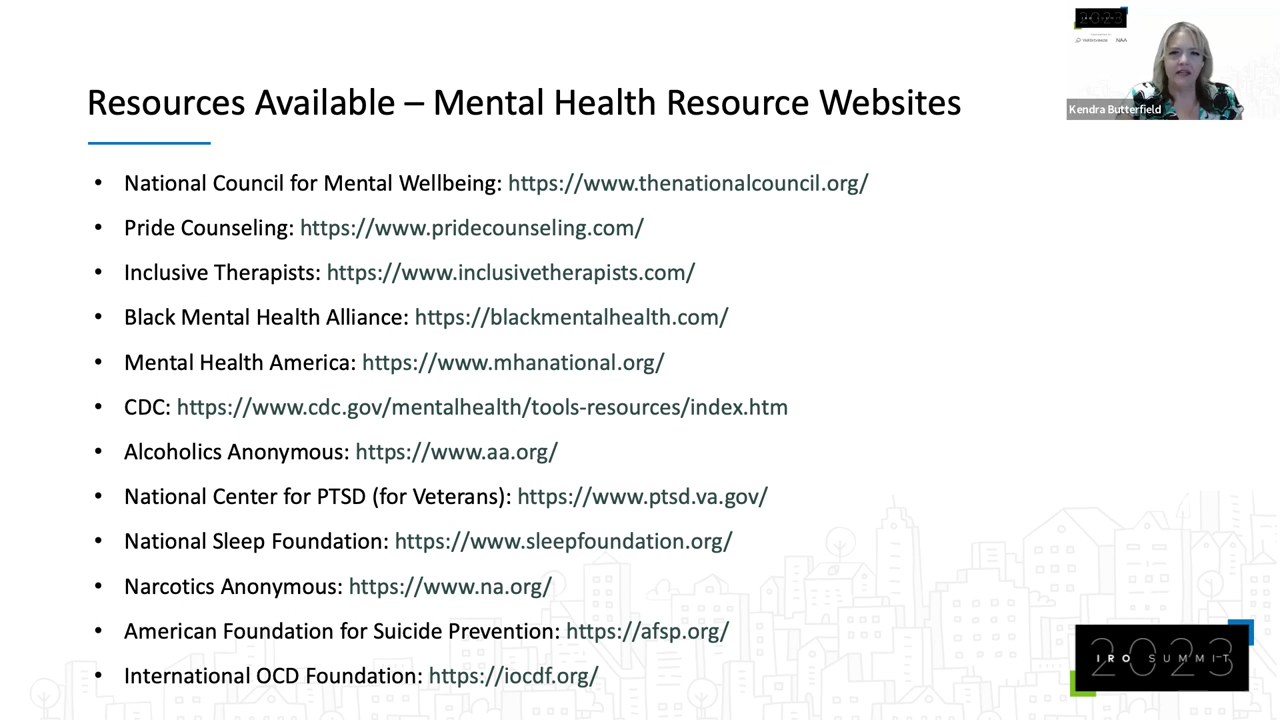 Resources Available – Mental Health Resource Websites
• National Council for Mental Wellbeing: https://www.thenationalcouncil.org/
• Pride Counseling: https://www.pridecounseling.com/
• Inclusive Therapists: https://www.inclusivetherapists.com/
• Black Mental Health Alliance: https://blackmentalhealth.com/
• Mental Health America: https://www.mhanational.org/
• CDC: https://www.cdc.gov/mentalhealth/tools-resources/index.htm
• Alcoholics Anonymous: https://www.aa.org/
• National Center for PTSD (for Veterans): https://www.ptsd.va.gov/
• National Sleep Foundation: https://www.sleepfoundation.org/
• Narcotics Anonymous: https://www.na.org/
• American Foundation for Suicide Prevention: https://afsp.org/
• International OCD Foundation: https://iocdf.org/
2023
IRO SUMMIT
NAA
Kendra Butterfield
2023
IRO SUMMIT